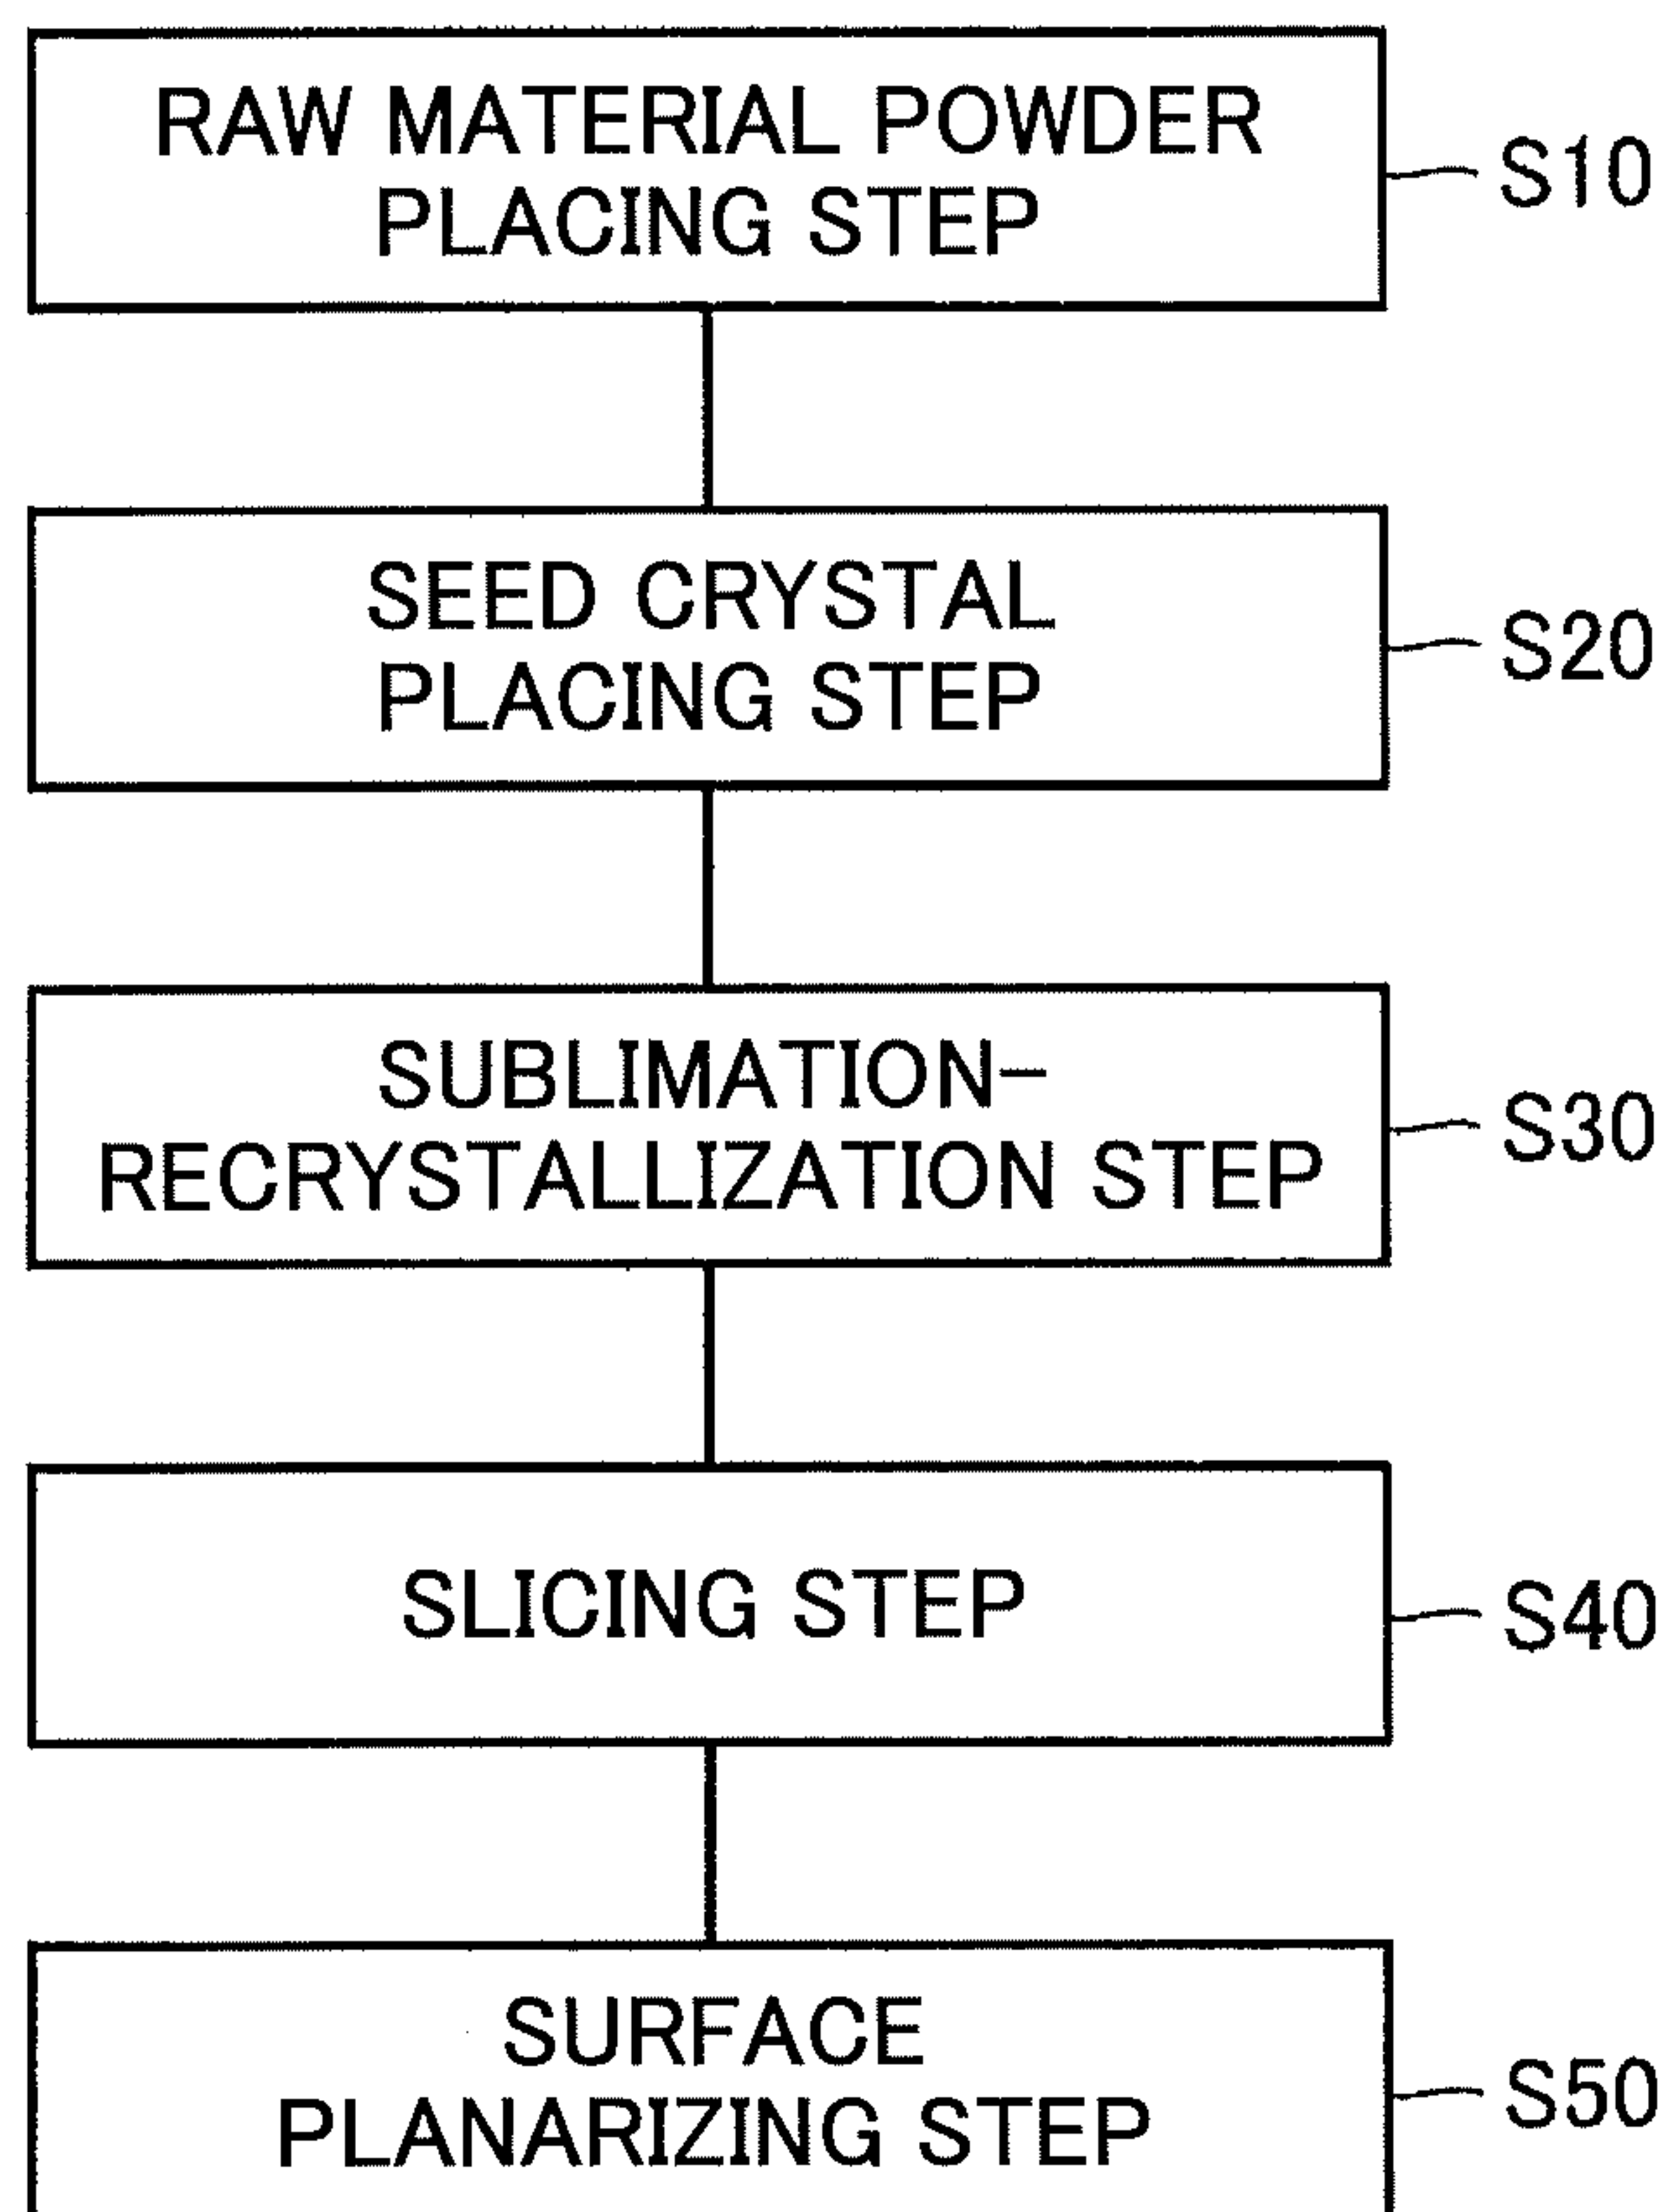 RAW MATERIAL POWDER
PLACING STEP
S10
SEED CRYSTAL
PLACING STEP
S20
SUBLIMATION-
RECRYSTALLIZATION STEP
S30
SLICING STEP
S40
SURFACE
PLANARIZING STEP
S50